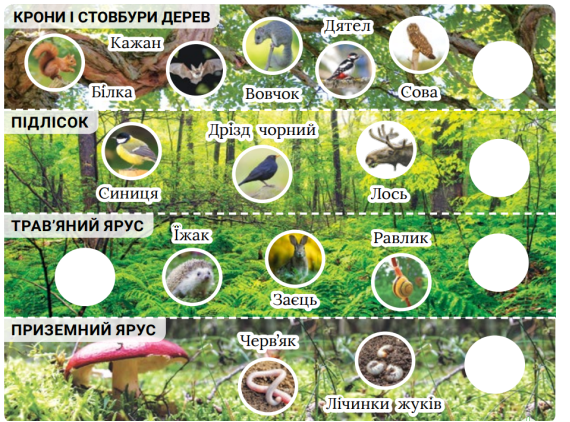 КРОНИ І СТОВБУРИ ДЕРЕВ
Дятел
Кажан
Білка
Вовчок
Сова
ПІДЛІСОК
Дрізд чорний
Синиця
Лось
ТРАВ'ЯНИЙ ЯРУС
Їжак
Равлик
Заєць
ПРИЗЕМНИЙ ЯРУС
Черв'як
Лічинки жуків